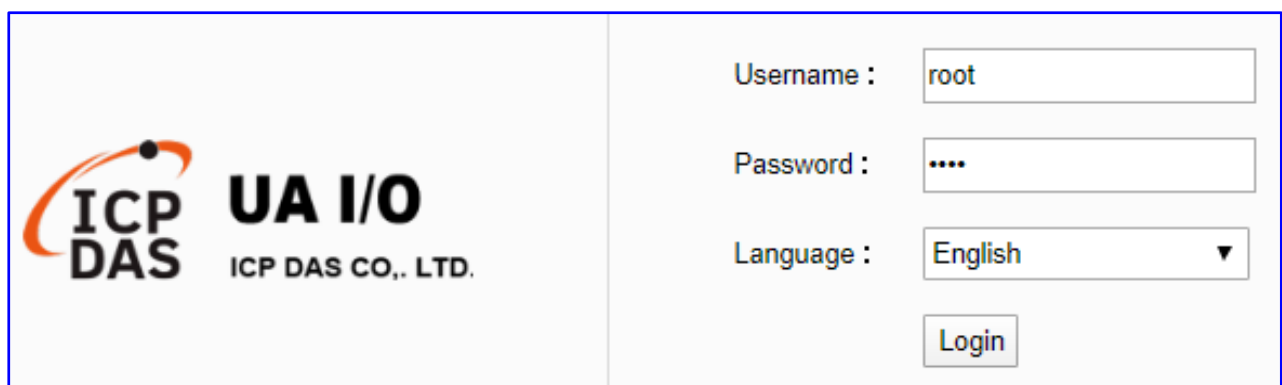 ICP
DAS
UA I/O
ICP DAS CO,. LTD.
Username :
root
Password :
••••
Language :
English
Login